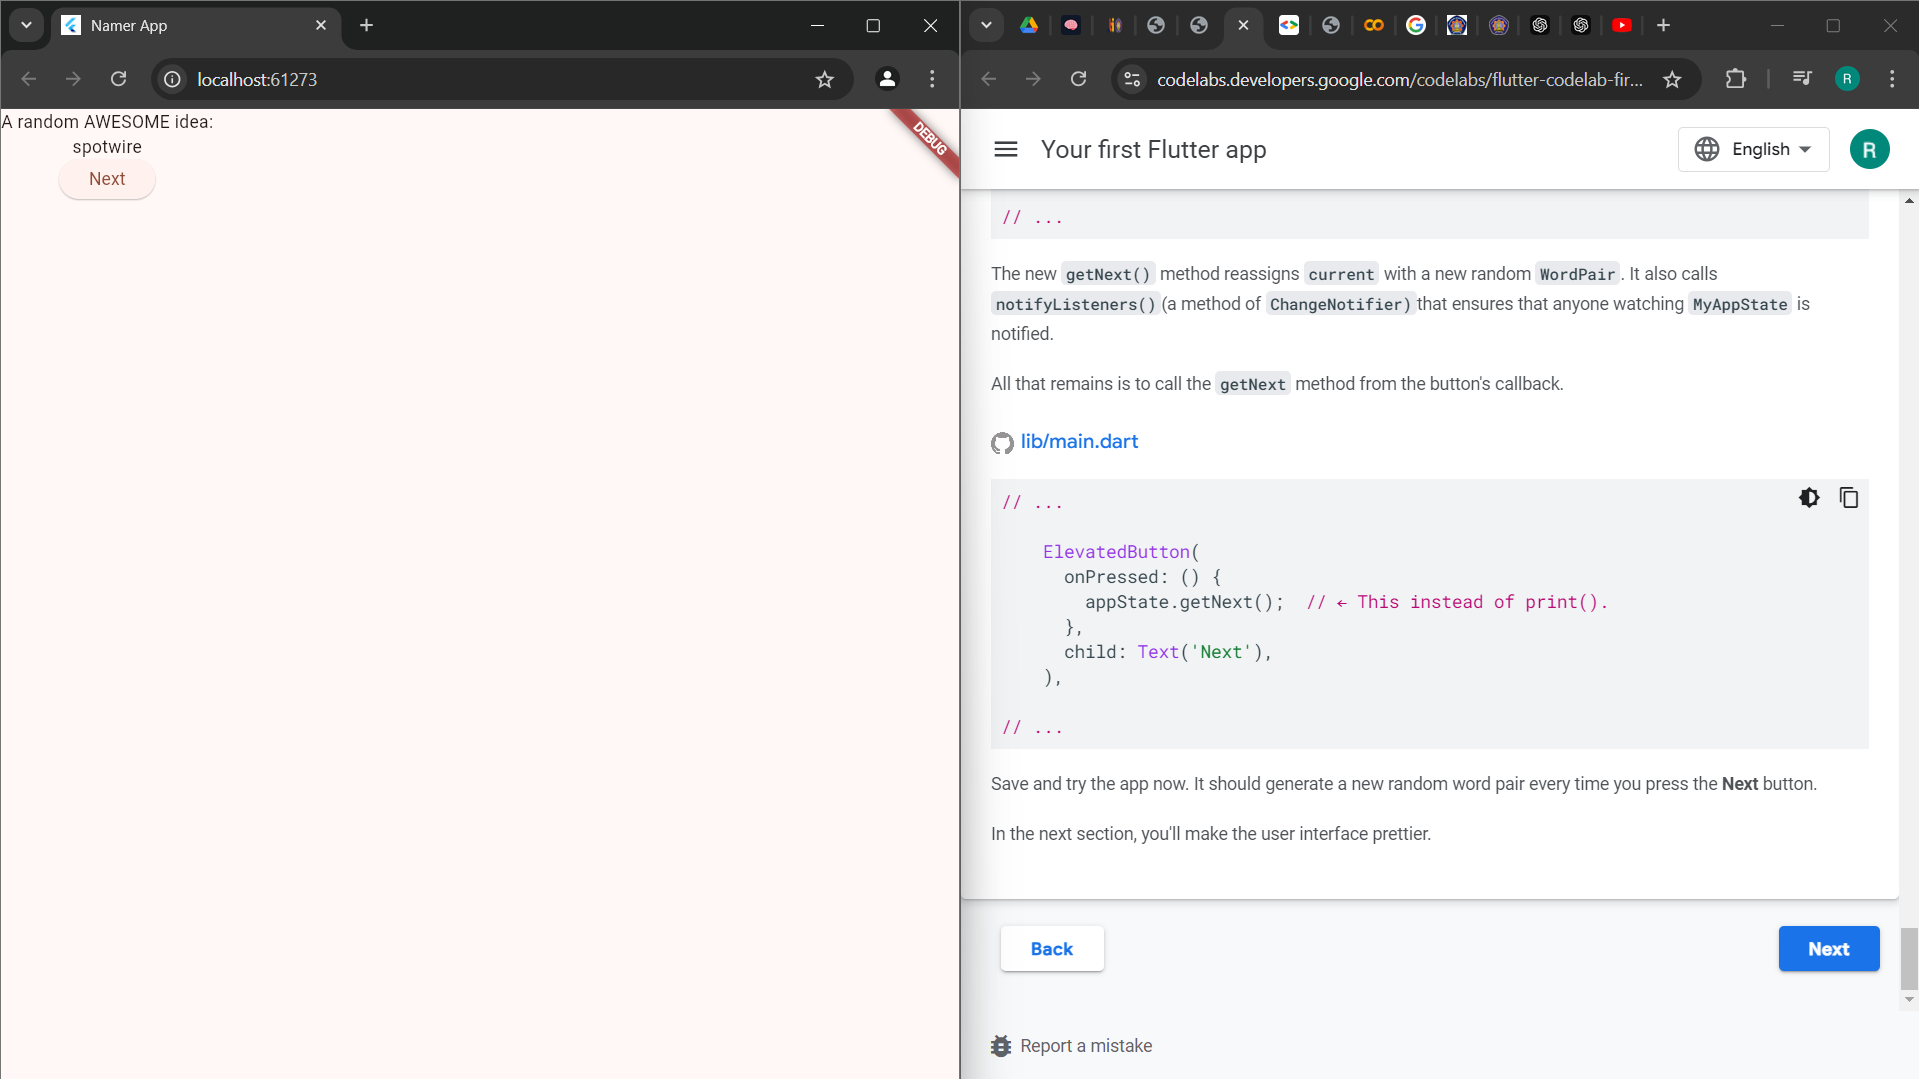 Namer App
localhost:61273
A random AWESOME idea:
spotwire
Next
DEBUG
codelabs.developers.google.com/codelabs/flutter-codelab-fir...
R
Your first Flutter app
English
R
// ...
The new getNext() method reassigns current with a new random WordPair. It also calls
notifyListeners()(a method of ChangeNotifier)that ensures that anyone watching MyAppState is
notified.
All that remains is to call the getNext method from the button's callback.
lib/main.dart
// ...
ElevatedButton(
onPressed: () {
appState.getNext();  // ← This instead of print().
},
child: Text('Next'),
),
// ...
Save and try the app now. It should generate a new random word pair every time you press the Next button.
In the next section, you'll make the user interface prettier.
Back
Next
Report a mistake